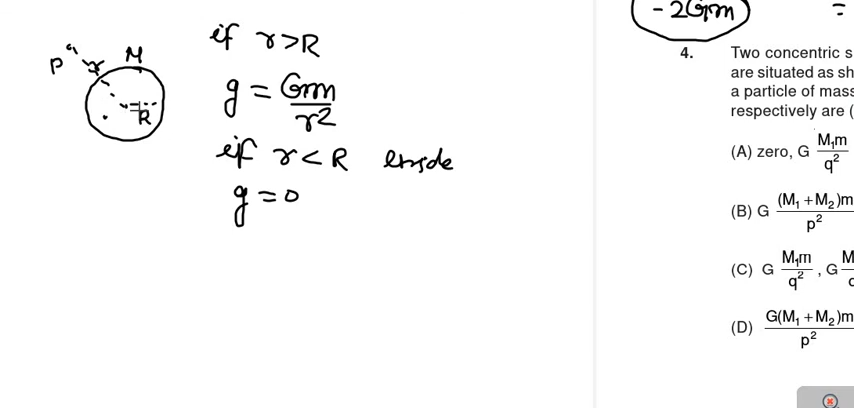 if r>R
P M
g = Gm/r²
R
if r<R inside
g = 0
- 2Gm =
4. Two concentric s
are situated as sh
a particle of mass
respectively are (
(A) zero, G M₁m/q²
(B) G (M₁ + M₂)m/p²
(C) G M₁m/q² , G M
(D) G(M₁ + M₂)m/p²